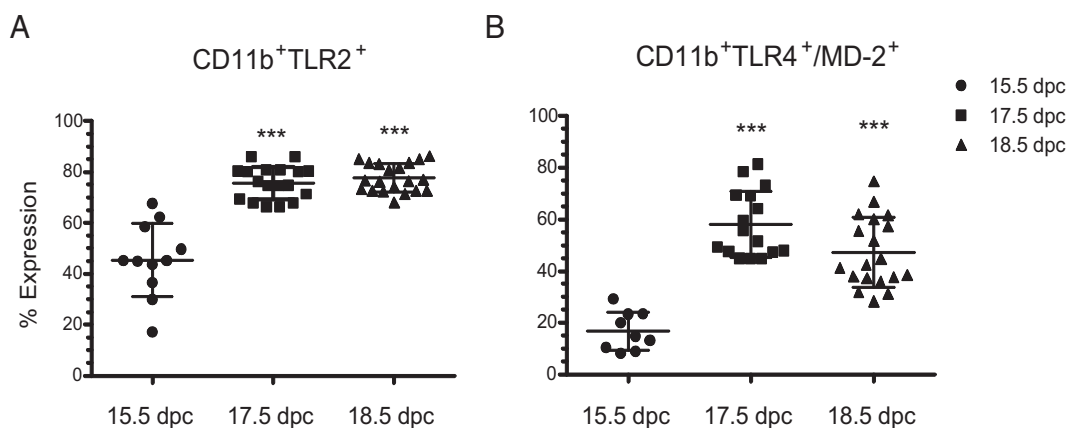 A
CD11b+TLR2+
% Expression
100
80
60
40
20
0
***
***
15.5 dpc
17.5 dpc
18.5 dpc
B
CD11b+TLR4+/MD-2+
100
80
60
40
20
0
***
***
15.5 dpc
17.5 dpc
18.5 dpc
15.5 dpc
17.5 dpc
18.5 dpc